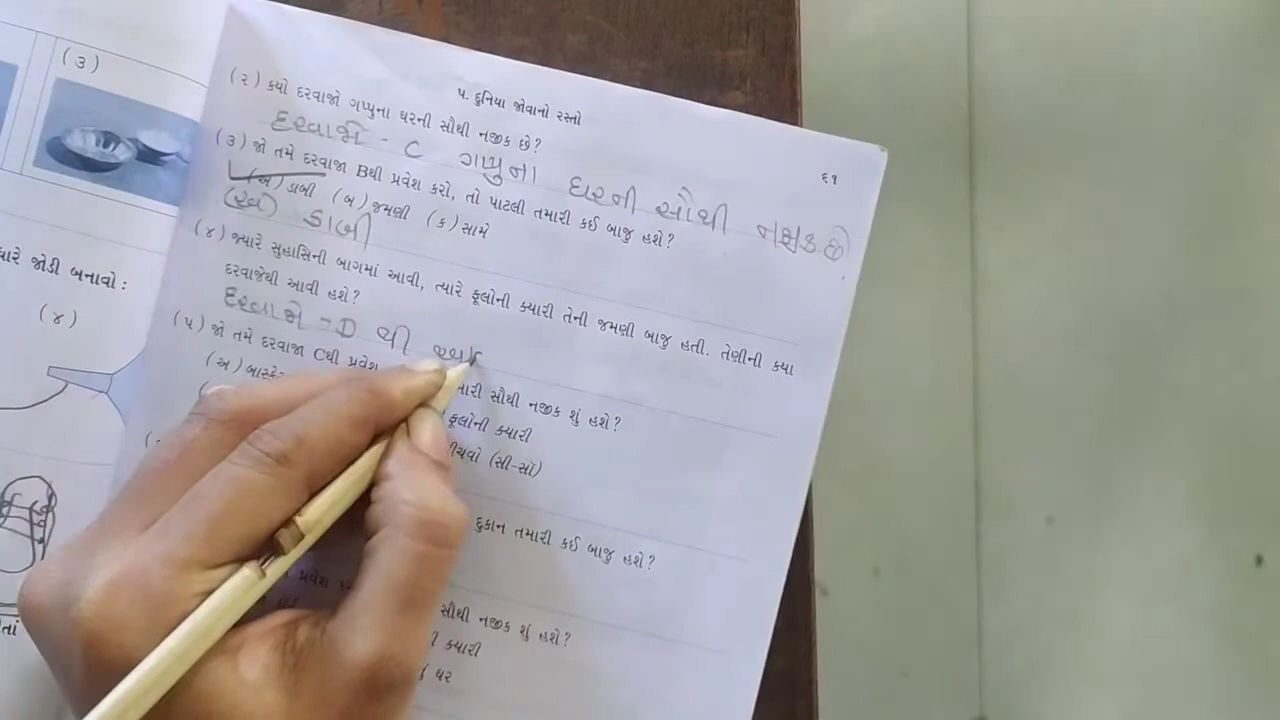 (૩)
૫. દુનિયા જોવાનો રસ્તો
૬૧
(૨) કયો દરવાજો ગપ્પુના ઘરની સૌથી નજીક છે?
દરવાજો - C ગપ્પુના ઘરની સૌથી નજીક છે.
(૩) જો તમે દરવાજા Bથી પ્રવેશ કરો, તો પાટલી તમારી કઈ બાજુ હશે?
(અ) ડાબી (બ) જમણી (ક) સામે
(અ) ડાબી
(૪) જ્યારે સુહાસિની બાગમાં આવી, ત્યારે ફૂલોની ક્યારી તેની જમણી બાજુ હતી. તેણીની કયા
દરવાજેથી આવી હશે?
દરવાજો - D થી
(૫) જો તમે દરવાજા Cથી પ્રવેશ
સૌથી નજીક શું હશે?
(અ)
ફૂલોની ક્યારી
(સી-સૉ)
દુકાન તમારી કઈ બાજુ હશે?
સૌથી નજીક શું હશે?
ક્યારી
ઘર
જોડી બનાવો :
(૪)